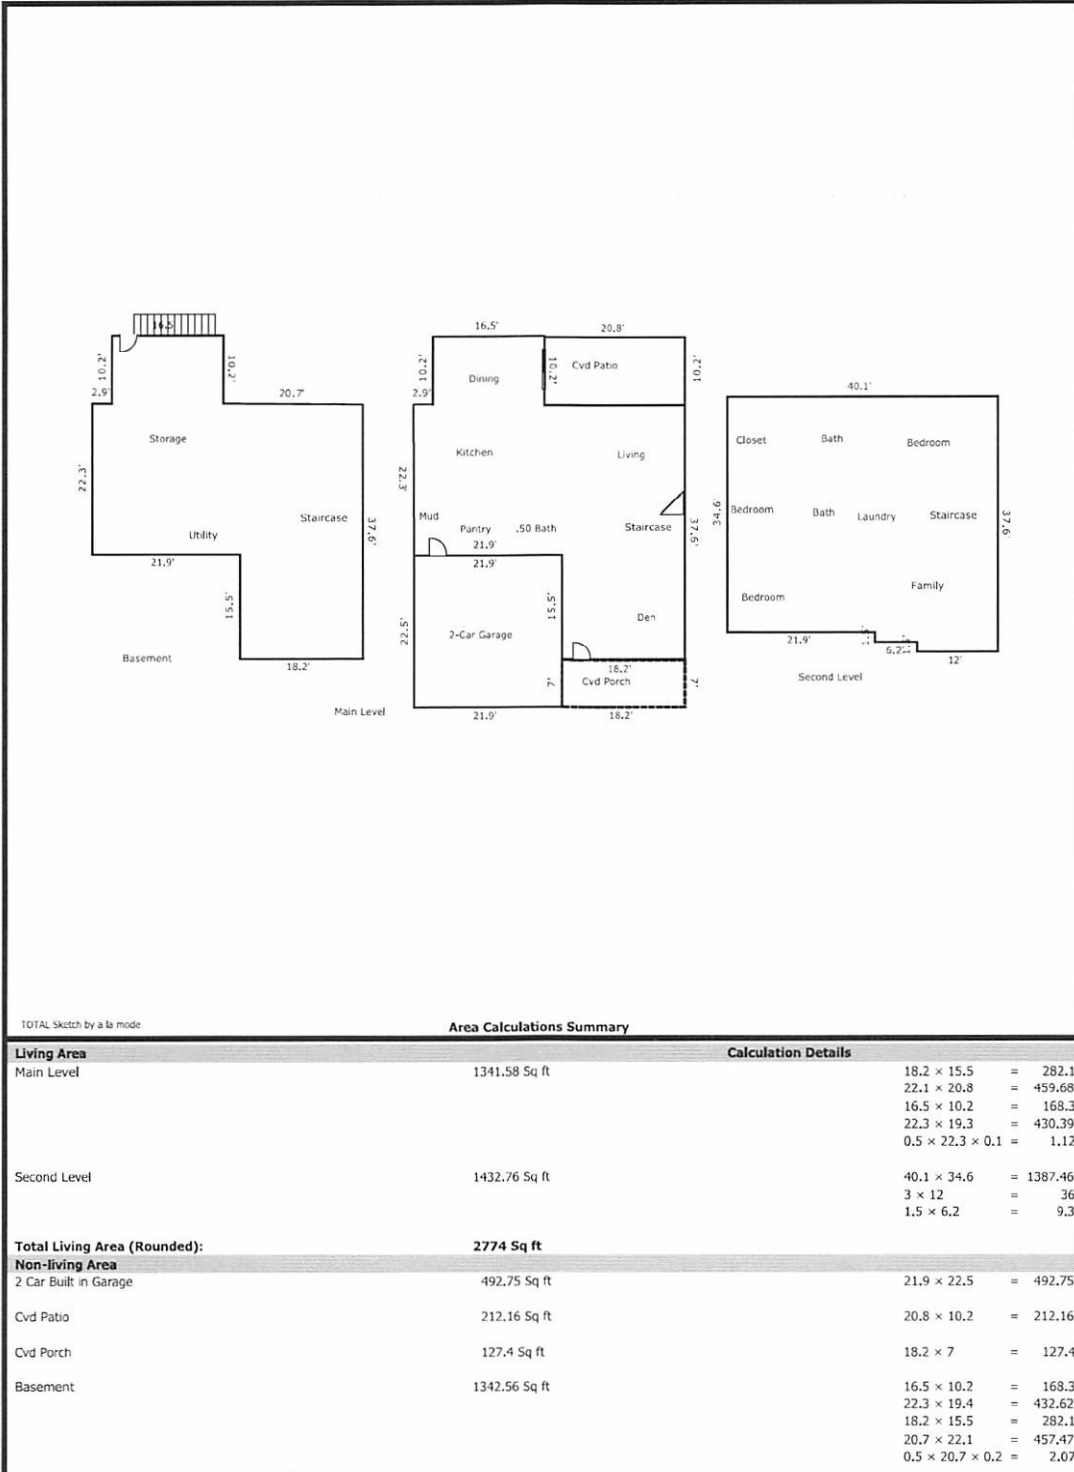 16.5'
10.2'
10.2'
2.9'
20.7'
Storage
22.3'
Staircase
37.6'
Utility
21.9'
15.5'
Basement
18.2'
16.5'
20.8'
10.2'
10.2'
Cvd Patio
10.2'
Dining
2.9'
Kitchen
Living
22.3'
Mud
Pantry
.50 Bath
Staircase
37.6'
21.9'
21.9'
15.5'
22.5'
2-Car Garage
Den
18.2'
7'
Cvd Porch
7'
Main Level
21.9'
18.2'
40.1'
Closet
Bath
Bedroom
34.6'
Bedroom
Bath
Laundry
Staircase
37.6'
Bedroom
Family
21.9'
6.2'
12'
Second Level
TOTAL Sketch by a la mode
Area Calculations Summary
Living Area Calculation Details
Main Level 1341.58 Sq ft 18.2 × 15.5 = 282.1
22.1 × 20.8 = 459.68
16.5 × 10.2 = 168.3
22.3 × 19.3 = 430.39
0.5 × 22.3 × 0.1 = 1.12
Second Level 1432.76 Sq ft 40.1 × 34.6 = 1387.46
3 × 12 = 36
1.5 × 6.2 = 9.3
Total Living Area (Rounded): 2774 Sq ft
Non-living Area
2 Car Built in Garage 492.75 Sq ft 21.9 × 22.5 = 492.75
Cvd Patio 212.16 Sq ft 20.8 × 10.2 = 212.16
Cvd Porch 127.4 Sq ft 18.2 × 7 = 127.4
Basement 1342.56 Sq ft 16.5 × 10.2 = 168.3
22.3 × 19.4 = 432.62
18.2 × 15.5 = 282.1
20.7 × 22.1 = 457.47
0.5 × 20.7 × 0.2 = 2.07